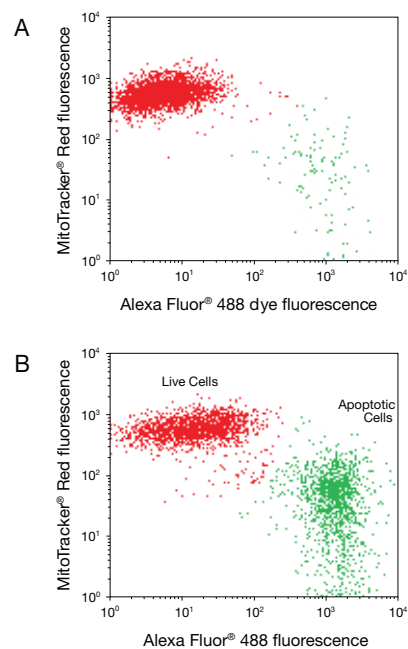 A
MitoTracker® Red fluorescence
10⁴
10³
10²
10¹
10⁰
10⁰ 10¹ 10² 10³ 10⁴
Alexa Fluor® 488 dye fluorescence
B
MitoTracker® Red fluorescence
10⁴
10³
10²
10¹
10⁰
Live Cells
Apoptotic
Cells
10⁰ 10¹ 10² 10³ 10⁴
Alexa Fluor® 488 fluorescence